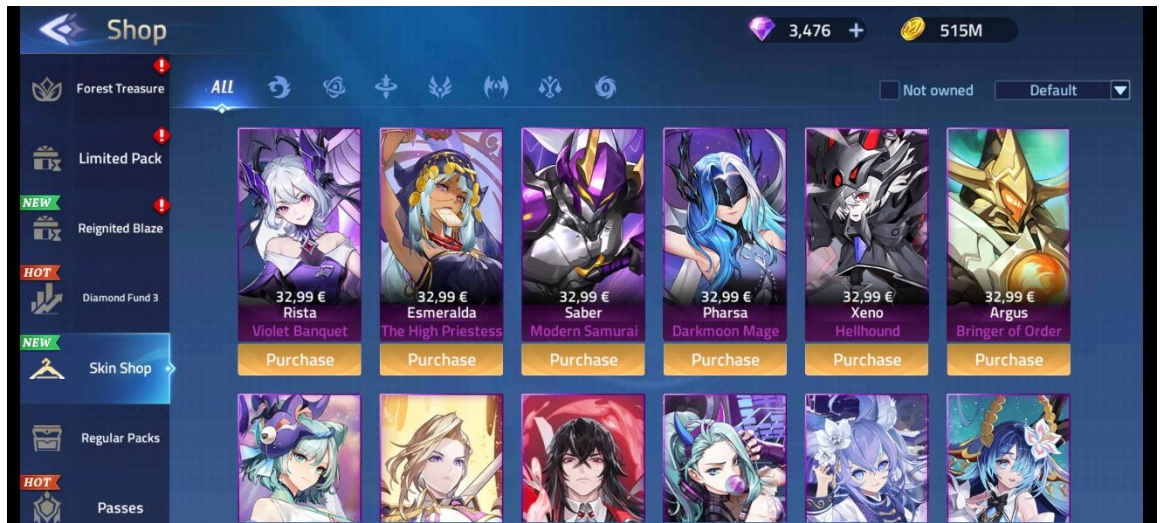 Shop
3,476 +
515M
Forest Treasure
Limited Pack
NEW
Reignited Blaze
HOT
Diamond Fund 3
NEW
Skin Shop
Regular Packs
HOT
Passes
ALL
Not owned
Default
32,99 €
Rista
Violet Banquet
Purchase
32,99 €
Esmeralda
The High Priestess
Purchase
32,99 €
Saber
Modern Samurai
Purchase
32,99 €
Pharsa
Darkmoon Mage
Purchase
32,99 €
Xeno
Hellhound
Purchase
32,99 €
Argus
Bringer of Order
Purchase